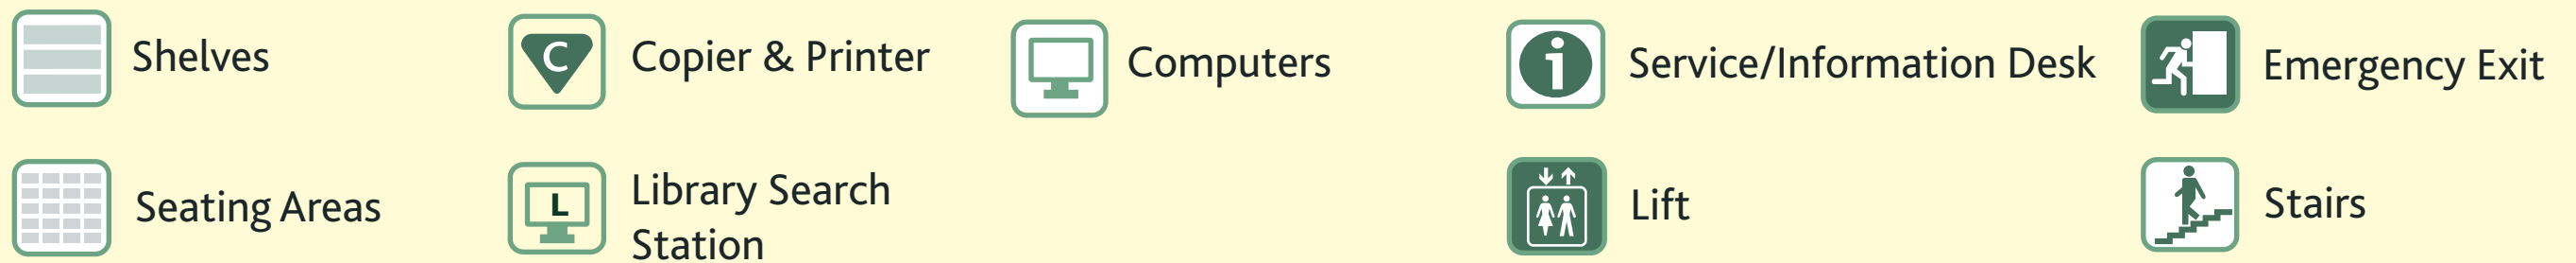 Shelves
C
Copier & Printer
Computers
i
Service/Information Desk
Emergency Exit
Seating Areas
L
Library Search
Station
Lift
Stairs